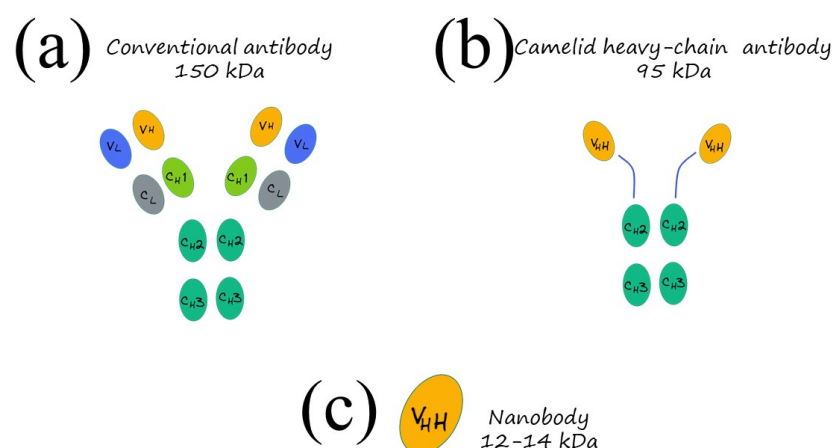 (a)
Conventional antibody
150 kDa
(b)
Camelid heavy-chain antibody
95 kDa
VH
VL
CH1
CL
VH
VL
CH1
CL
CH2
CH2
CH3
CH3
VHH
VHH
CH2
CH2
CH3
CH3
(c)
VHH
Nanobody
12-14 kDa